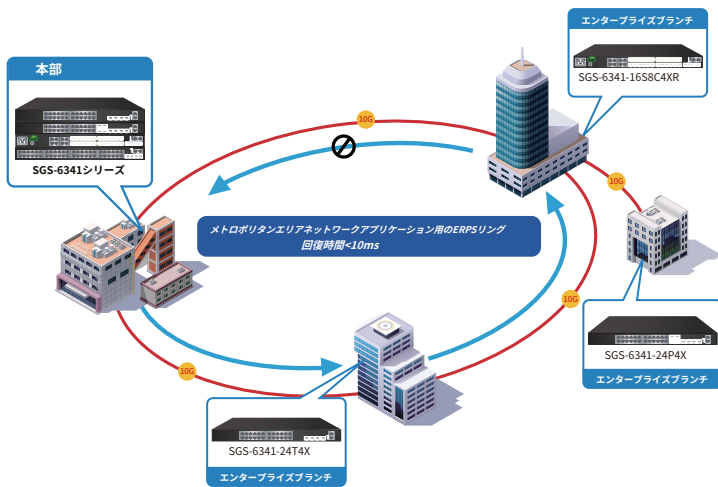 エンタープライズブランチ
SGS-6341-16S8C4XR
本部
SGS-6341シリーズ
10G
10G
メトロポリタンエリアネットワークアプリケーション用のERPSリング
回復時間<10ms
10G
10G
SGS-6341-24P4X
エンタープライズブランチ
SGS-6341-24T4X
エンタープライズブランチ